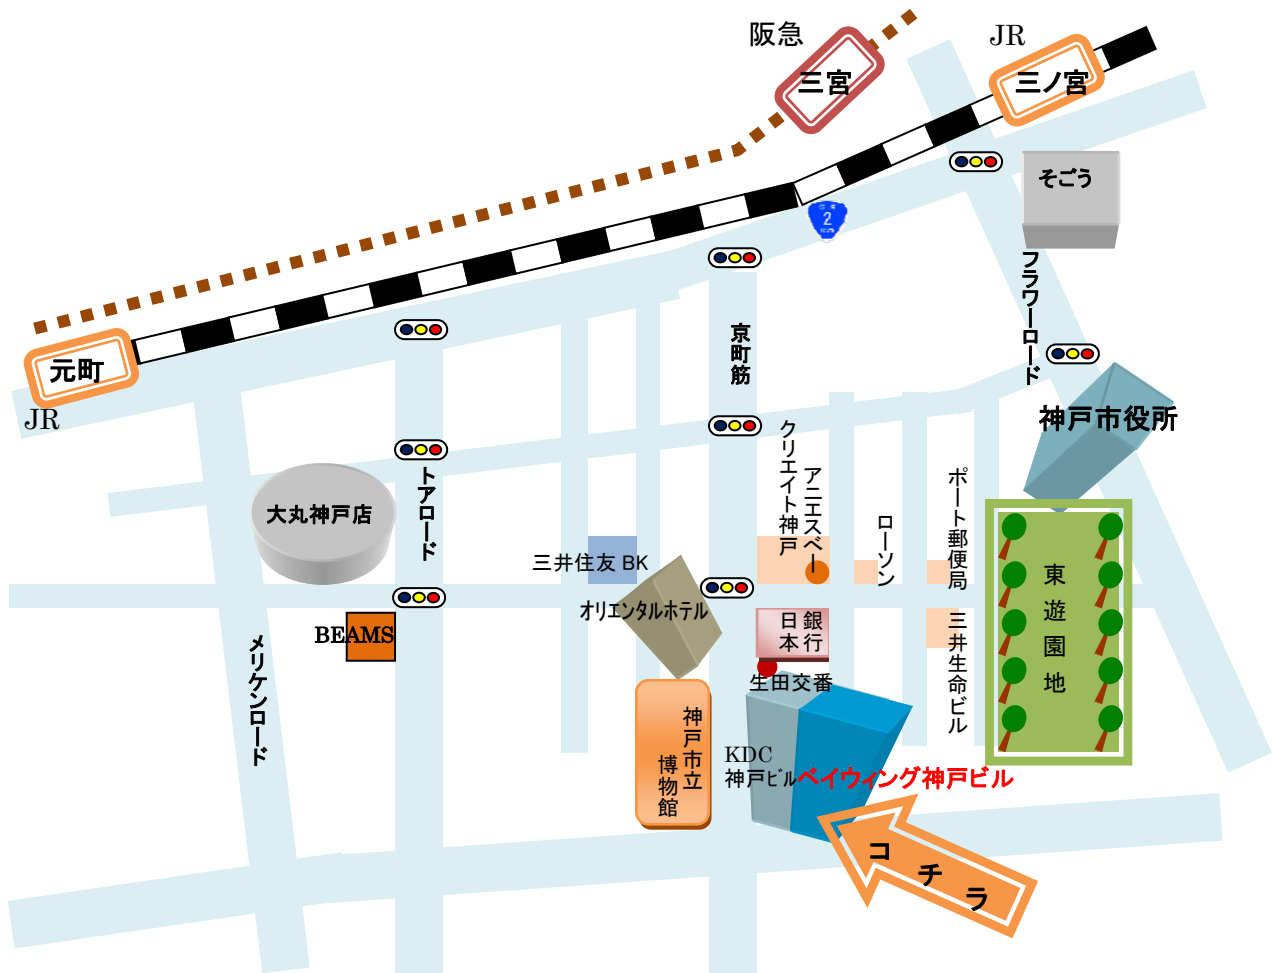 阪急
JR
三宮
三ノ宮
そごう
2
フラワーロード
京町筋
元町
JR
神戸市役所
クリエイト神戸
アニエスベー
トアロード
大丸神戸店
ポート郵便局
ローソン
三井住友 BK
東遊園地
オリエンタルホテル
銀行
日本
三井生命ビル
BEAMS
メリケンロード
生田交番
神戸市立
博物館
KDC
神戸ビル
ベイウィング神戸ビル
コチラ